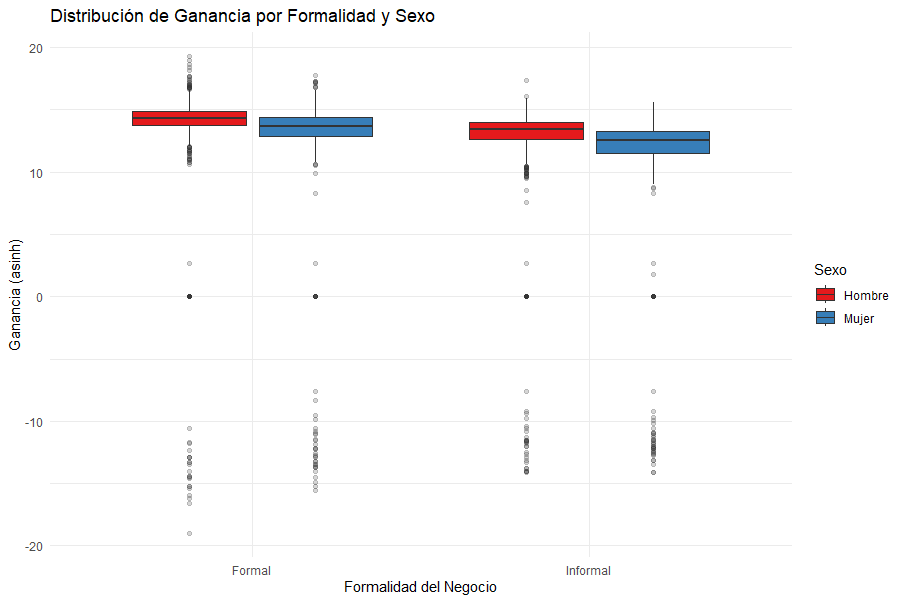 Distribución de Ganancia por Formalidad y Sexo
20
10
0
-10
-20
Ganancia (asinh)
Formal
Informal
Formalidad del Negocio
Sexo
Hombre
Mujer